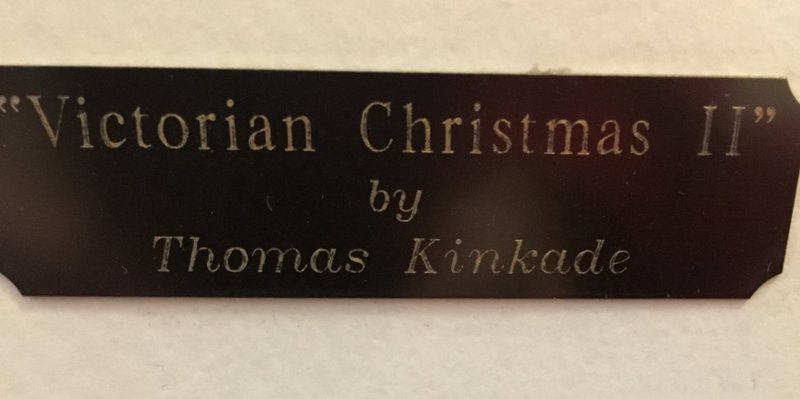 “Victorian Christmas II”
by
Thomas Kinkade